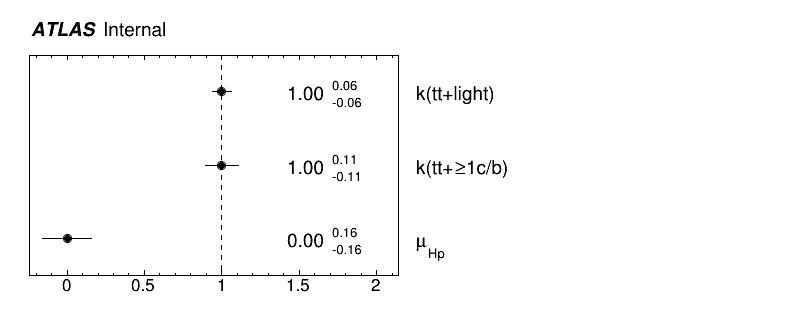 ATLAS Internal
1.00 0.06 -0.06 k(tt+light)
1.00 0.11 -0.11 k(tt+≥1c/b)
0.00 0.16 -0.16 μHp
0 0.5 1 1.5 2